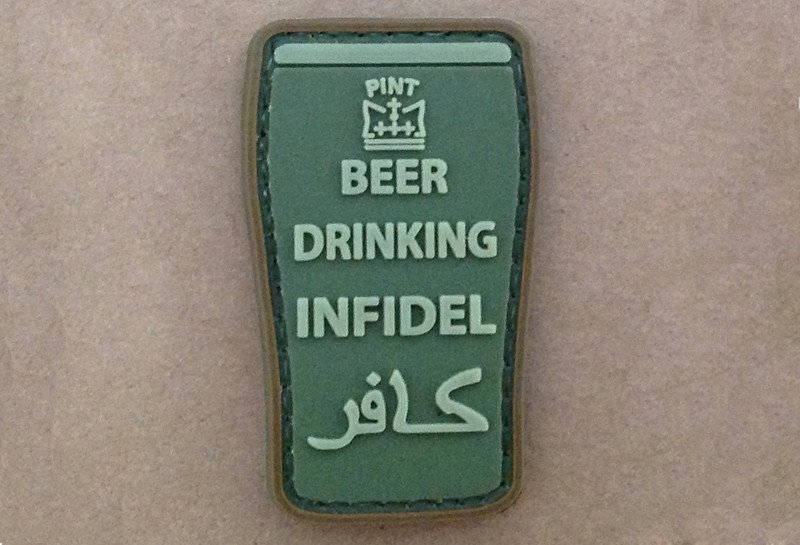 PINT
BEER
DRINKING
INFIDEL
كافر